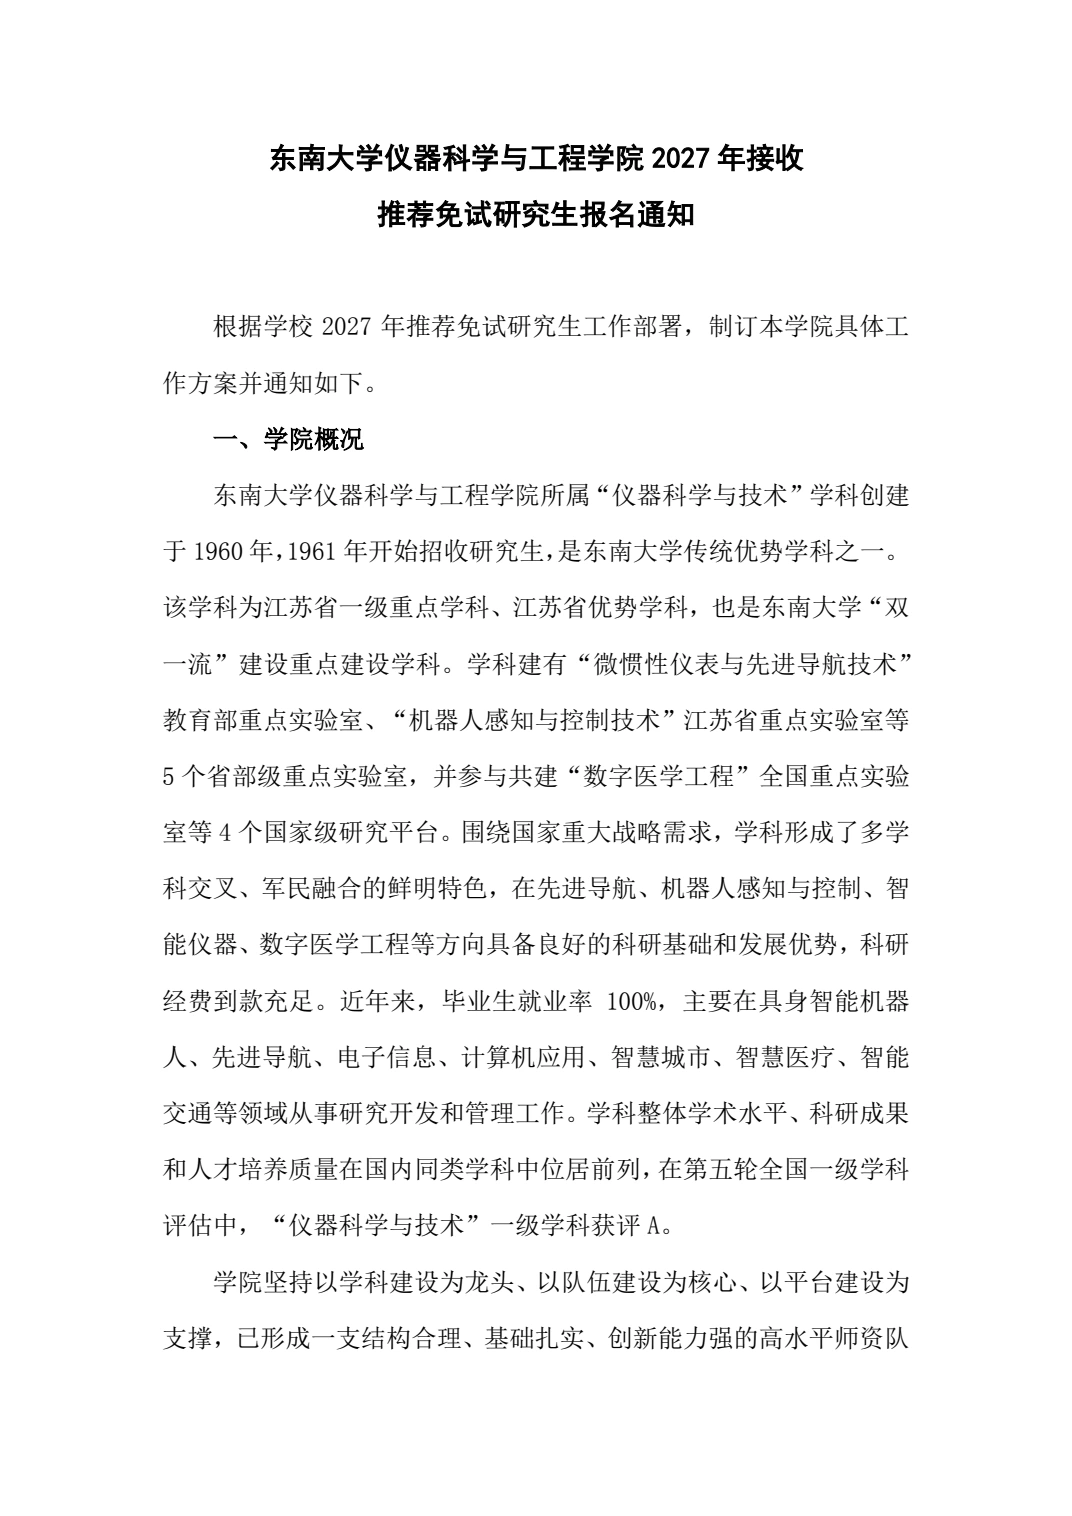 东南大学仪器科学与工程学院 2027 年接收
推荐免试研究生报名通知
根据学校 2027 年推荐免试研究生工作部署，制订本学院具体工
作方案并通知如下。
一、学院概况
东南大学仪器科学与工程学院所属“仪器科学与技术”学科创建
于 1960 年，1961 年开始招收研究生，是东南大学传统优势学科之一。
该学科为江苏省一级重点学科、江苏省优势学科，也是东南大学“双
一流”建设重点建设学科。学科建有“微惯性仪表与先进导航技术”
教育部重点实验室、“机器人感知与控制技术”江苏省重点实验室等
5 个省部级重点实验室，并参与共建“数字医学工程”全国重点实验
室等 4 个国家级研究平台。围绕国家重大战略需求，学科形成了多学
科交叉、军民融合的鲜明特色，在先进导航、机器人感知与控制、智
能仪器、数字医学工程等方向具备良好的科研基础和发展优势，科研
经费到款充足。近年来，毕业生就业率 100%，主要在具身智能机器
人、先进导航、电子信息、计算机应用、智慧城市、智慧医疗、智能
交通等领域从事研究开发和管理工作。学科整体学术水平、科研成果
和人才培养质量在国内同类学科中位居前列，在第五轮全国一级学科
评估中，“仪器科学与技术”一级学科获评 A。
学院坚持以学科建设为龙头、以队伍建设为核心、以平台建设为
支撑，已形成一支结构合理、基础扎实、创新能力强的高水平师资队